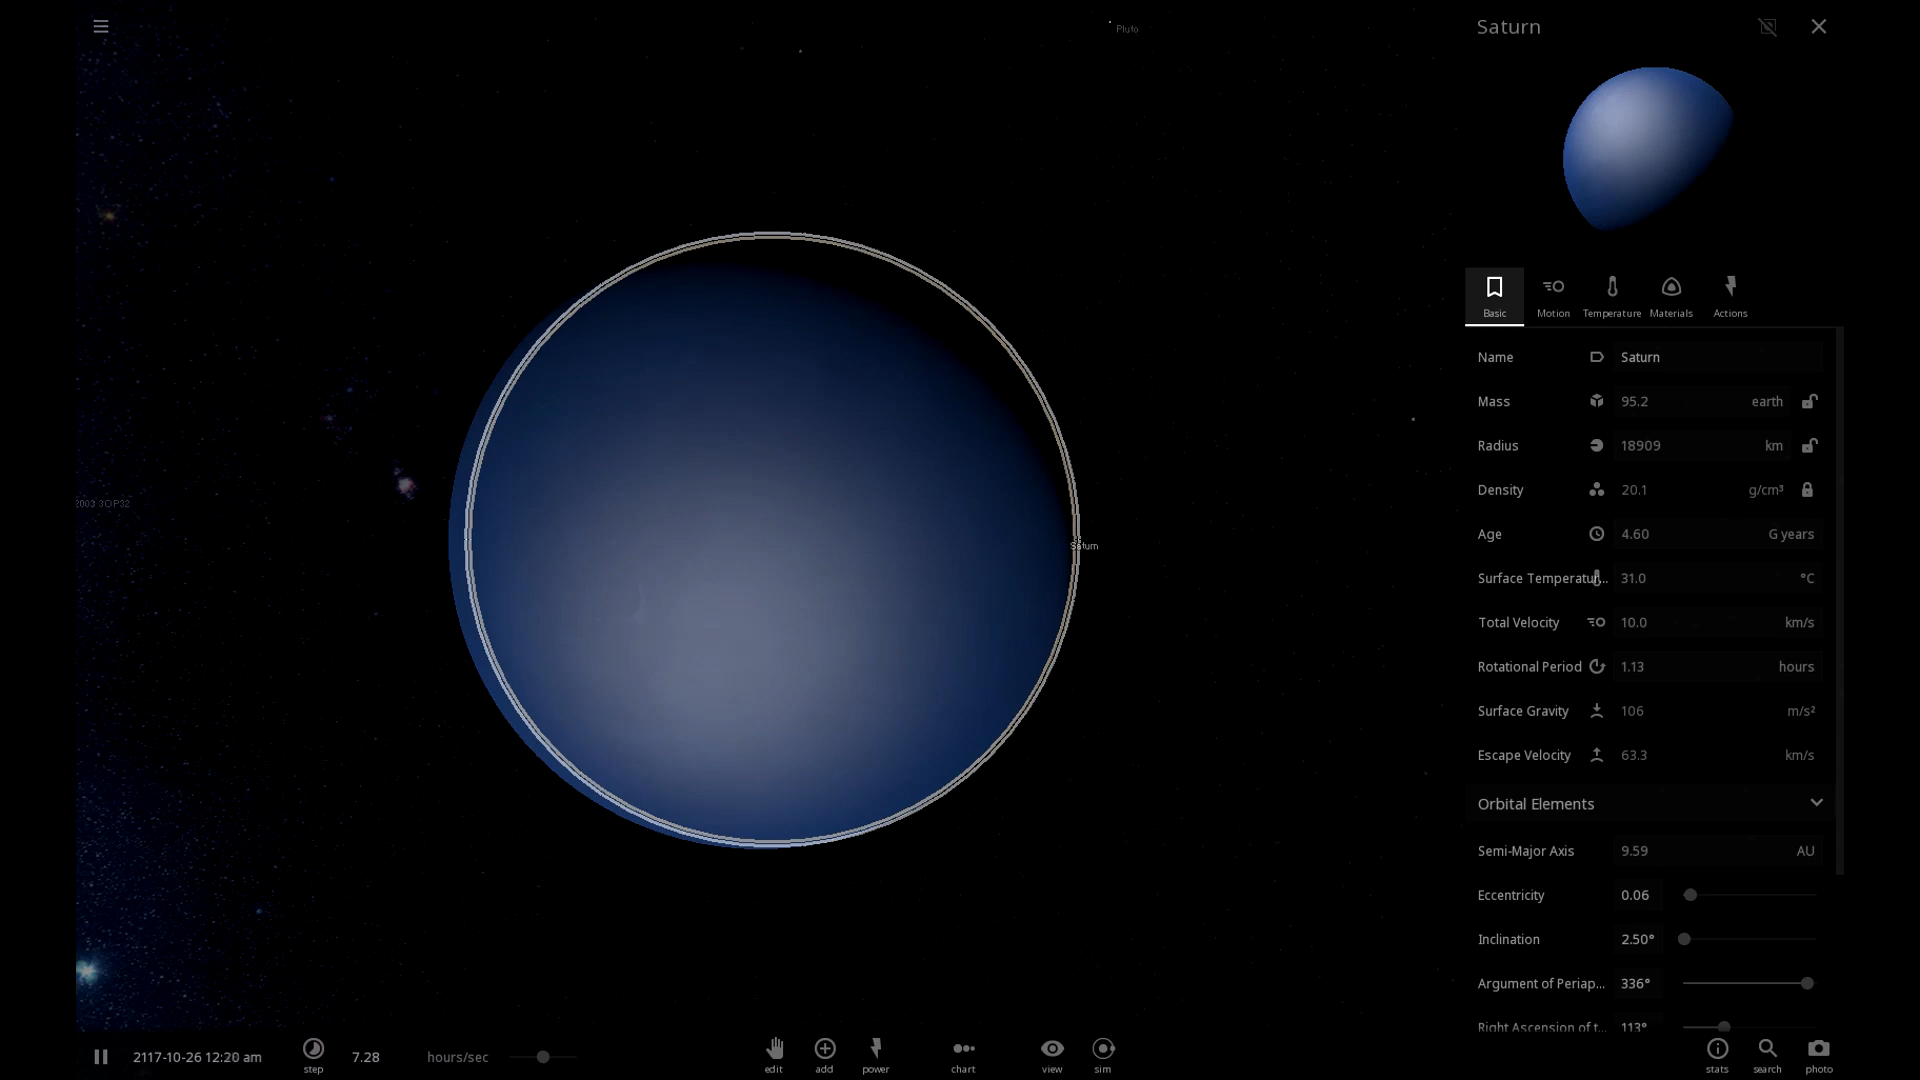 Pluto
2003 3OP32
Saturn
Saturn
Basic
Motion
Temperature
Materials
Actions
Name Saturn
Mass 95.2 earth
Radius 18909 km
Density 20.1 g/cm³
Age 4.60 G years
Surface Temperatur... 31.0 °C
Total Velocity 10.0 km/s
Rotational Period 1.13 hours
Surface Gravity 106 m/s²
Escape Velocity 63.3 km/s
Orbital Elements
Semi-Major Axis 9.59 AU
Eccentricity 0.06
Inclination 2.50°
Argument of Periap... 336°
Right Ascension of t... 113°
2117-10-26 12:20 am
step
7.28 hours/sec
edit
add
power
chart
view
sim
stats
search
photo